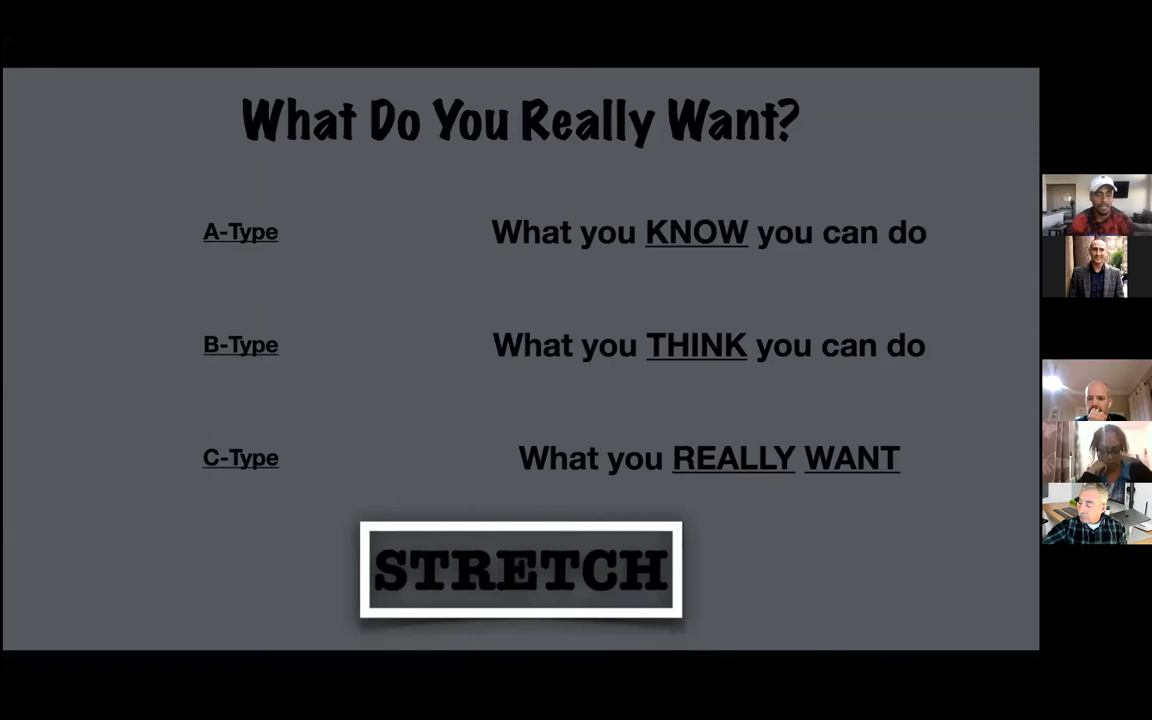 What Do You Really Want?
A-Type What you KNOW you can do
B-Type What you THINK you can do
C-Type What you REALLY WANT
STRETCH